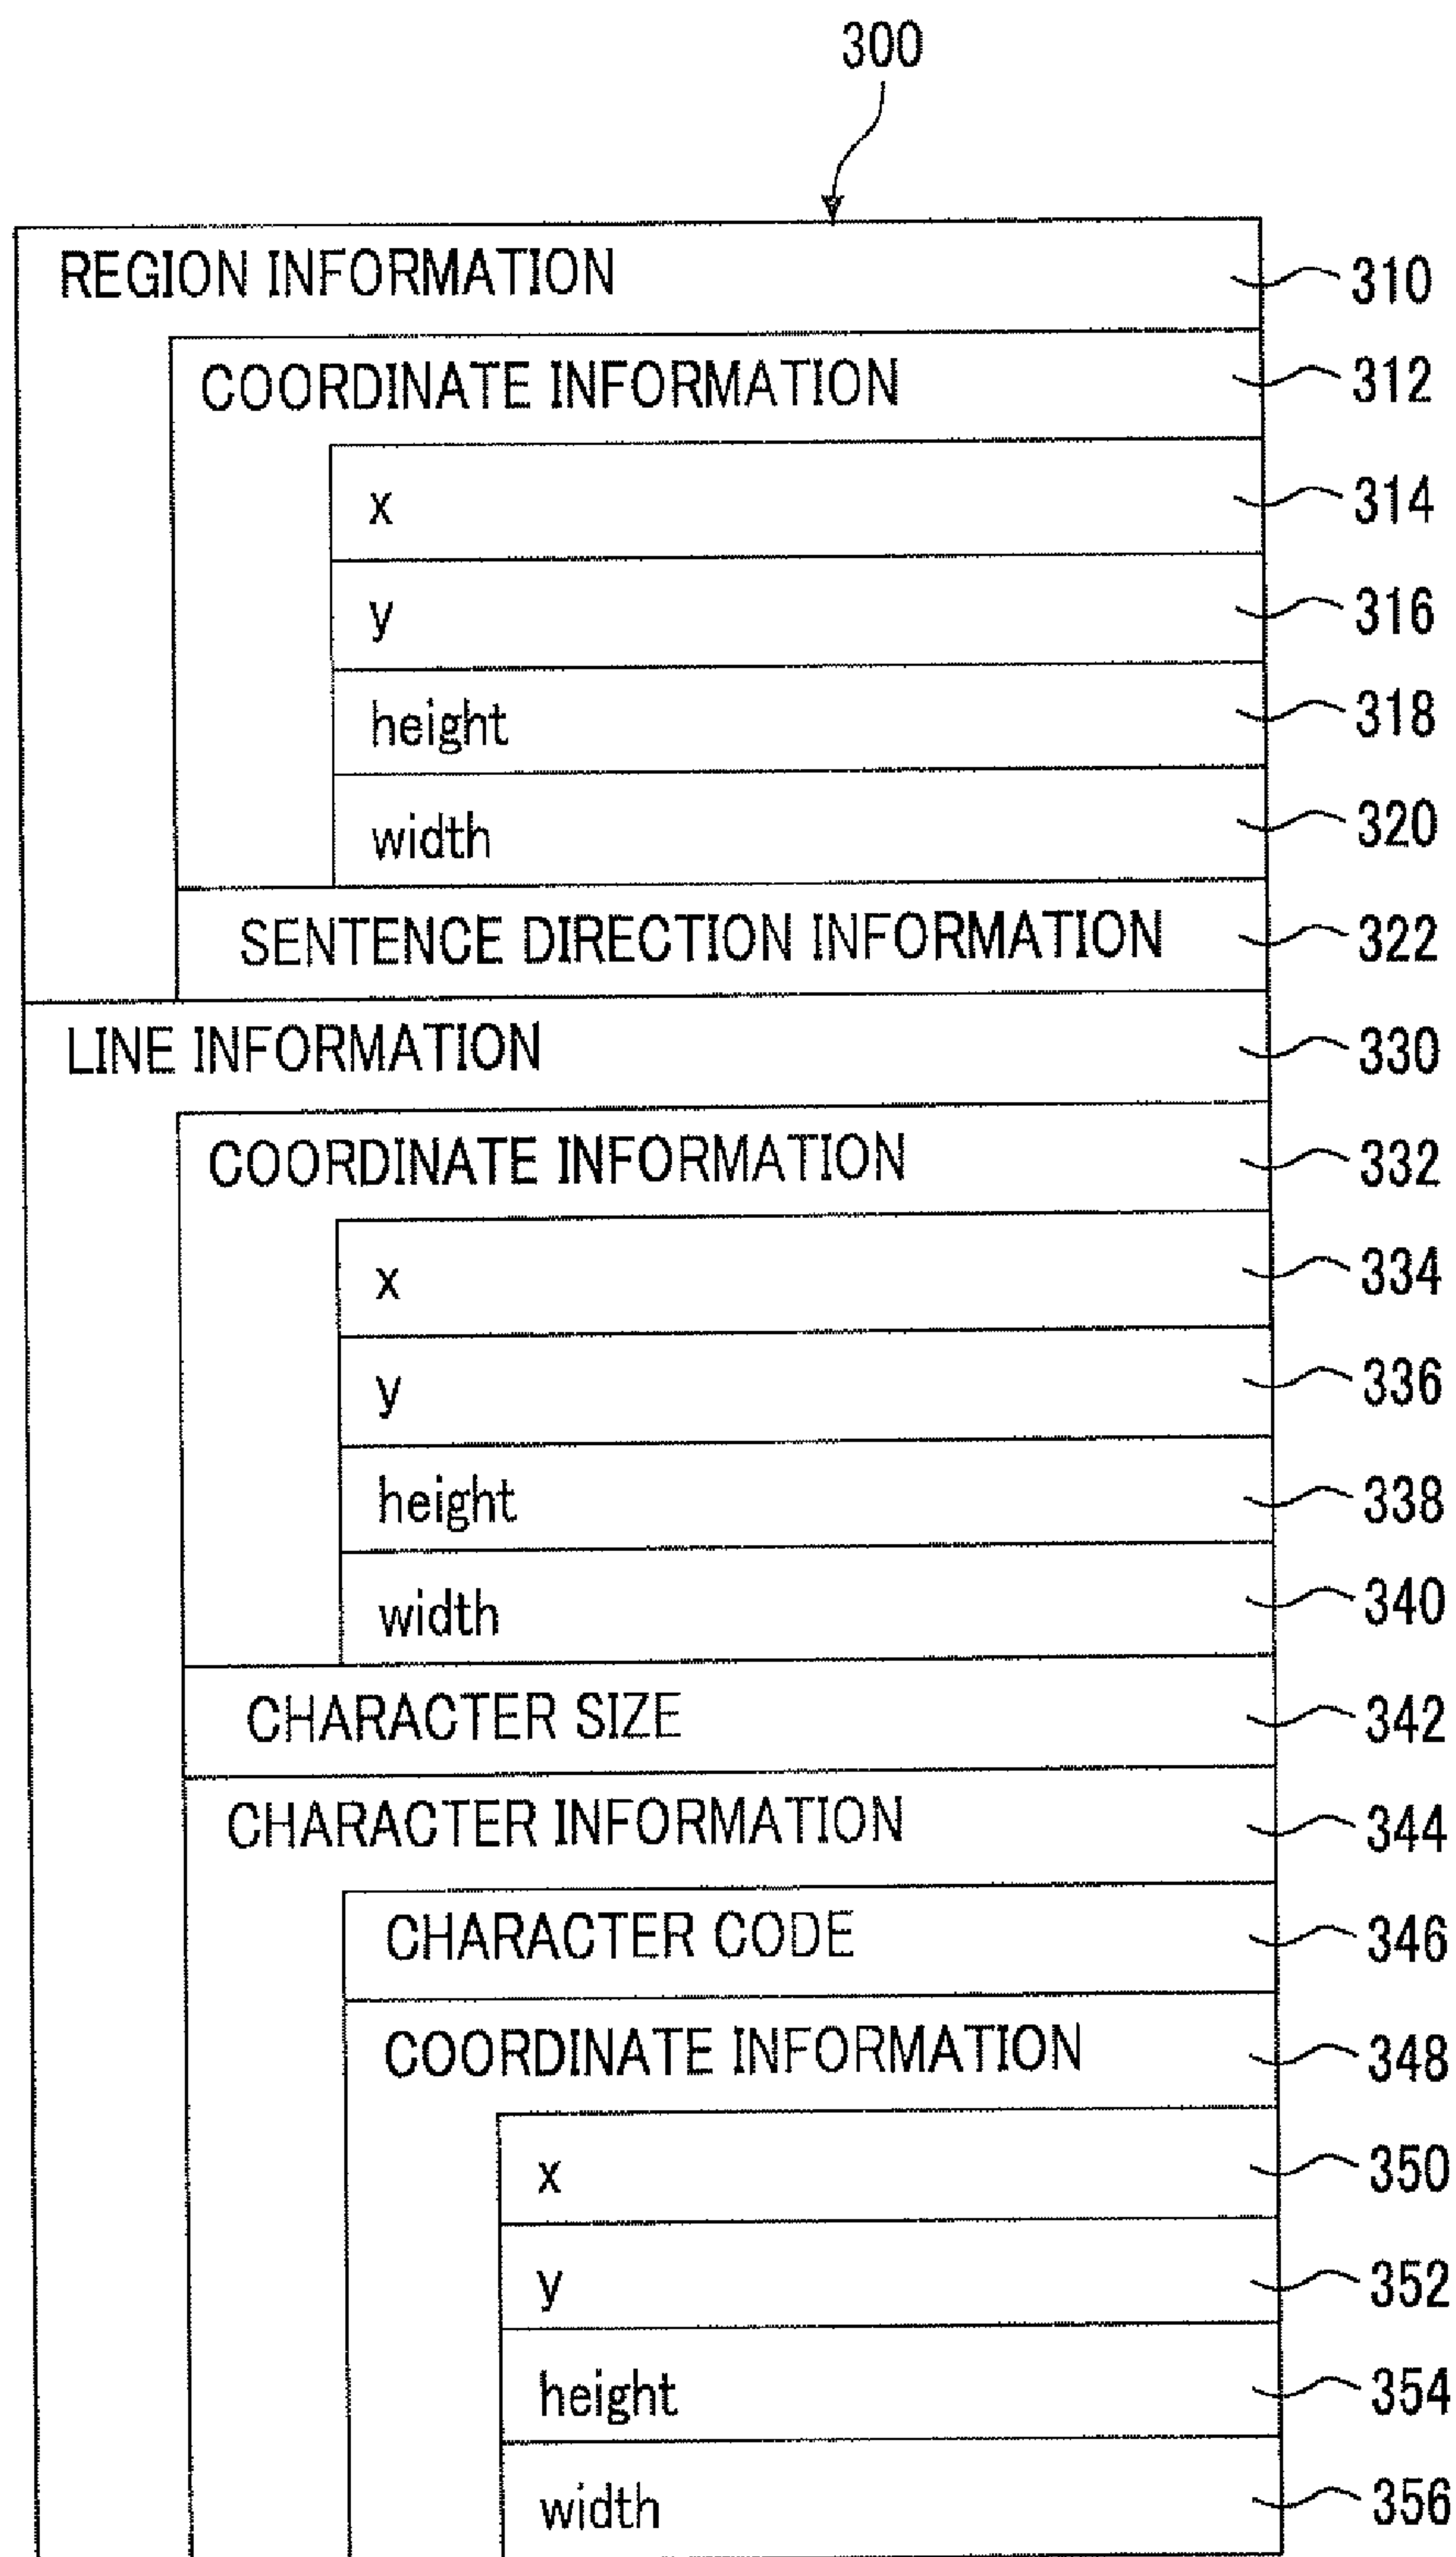 300
REGION INFORMATION 310
COORDINATE INFORMATION 312
x 314
y 316
height 318
width 320
SENTENCE DIRECTION INFORMATION 322
LINE INFORMATION 330
COORDINATE INFORMATION 332
x 334
y 336
height 338
width 340
CHARACTER SIZE 342
CHARACTER INFORMATION 344
CHARACTER CODE 346
COORDINATE INFORMATION 348
x 350
y 352
height 354
width 356